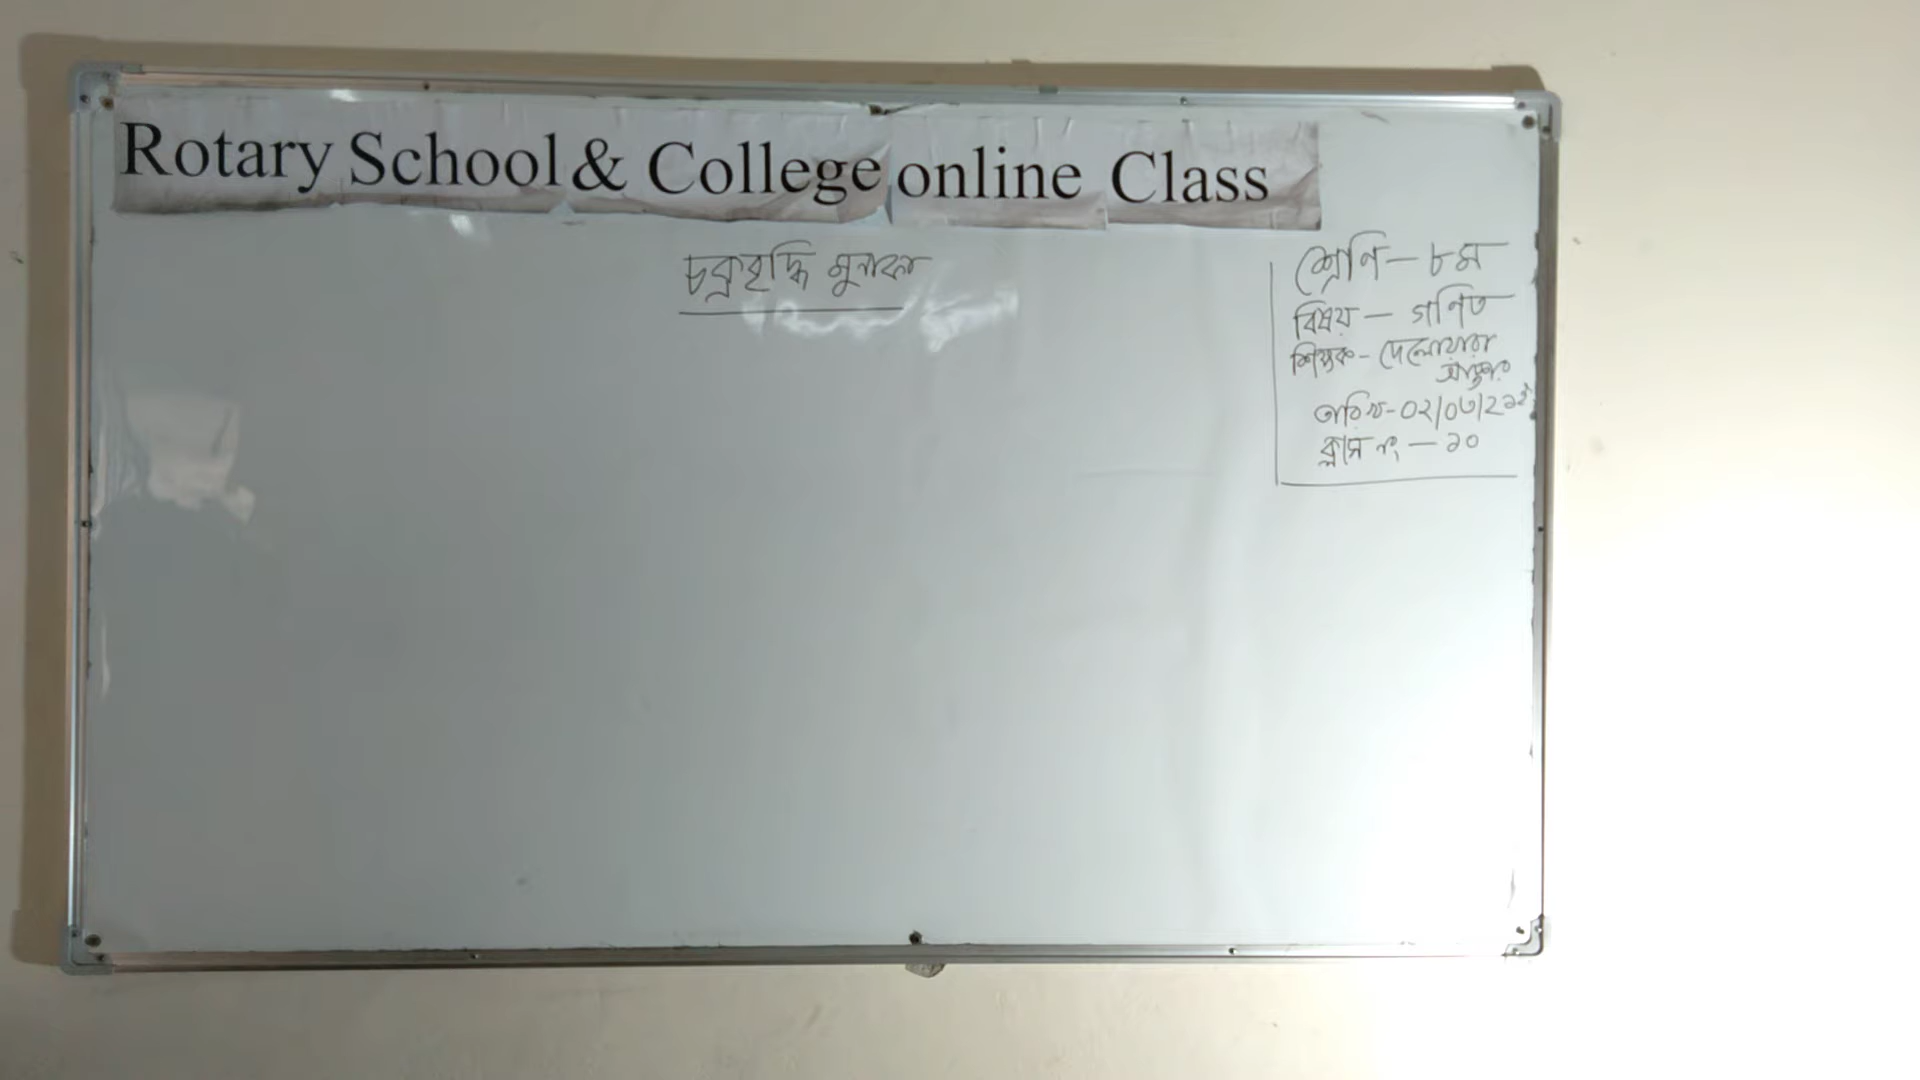 Rotary School & College online Class
চক্রবৃদ্ধি মুনাফা
শ্রেণি - ৮ম
বিষয় - গণিত
শিক্ষক - দেলোয়ারা
আক্তার
তারিখ - ০২/০৩/২০২১
ক্লাস নং - ১০